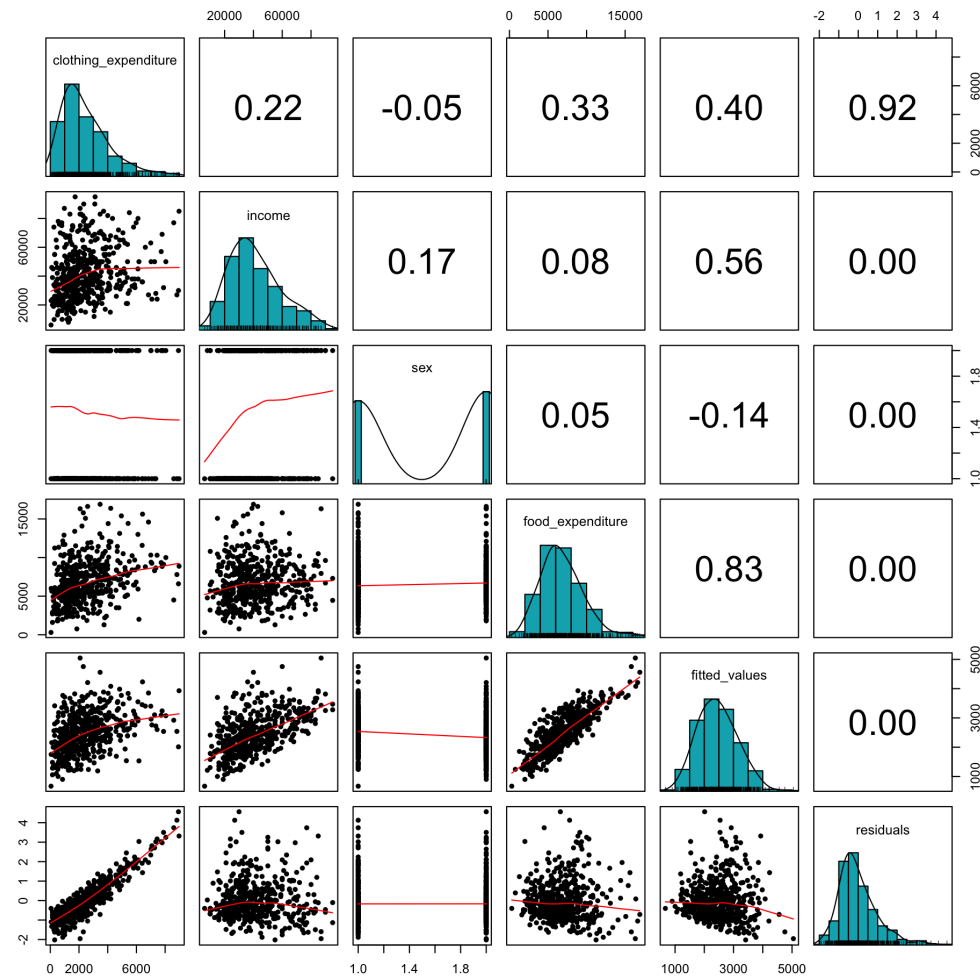 20000 60000 0 5000 15000 -2 0 1 2 3 4
clothing_expenditure
0.22 -0.05 0.33 0.40 0.92
0 2000 6000
income
20000 60000
0.17 0.08 0.56 0.00
sex
0.05 -0.14 0.00
1.0 1.4 1.8
food_expenditure
0 5000 15000
0.83 0.00
fitted_values
0.00
1000 3000 5000
residuals
-2 0 1 2 3 4
0 2000 6000 1.0 1.4 1.8 1000 3000 5000